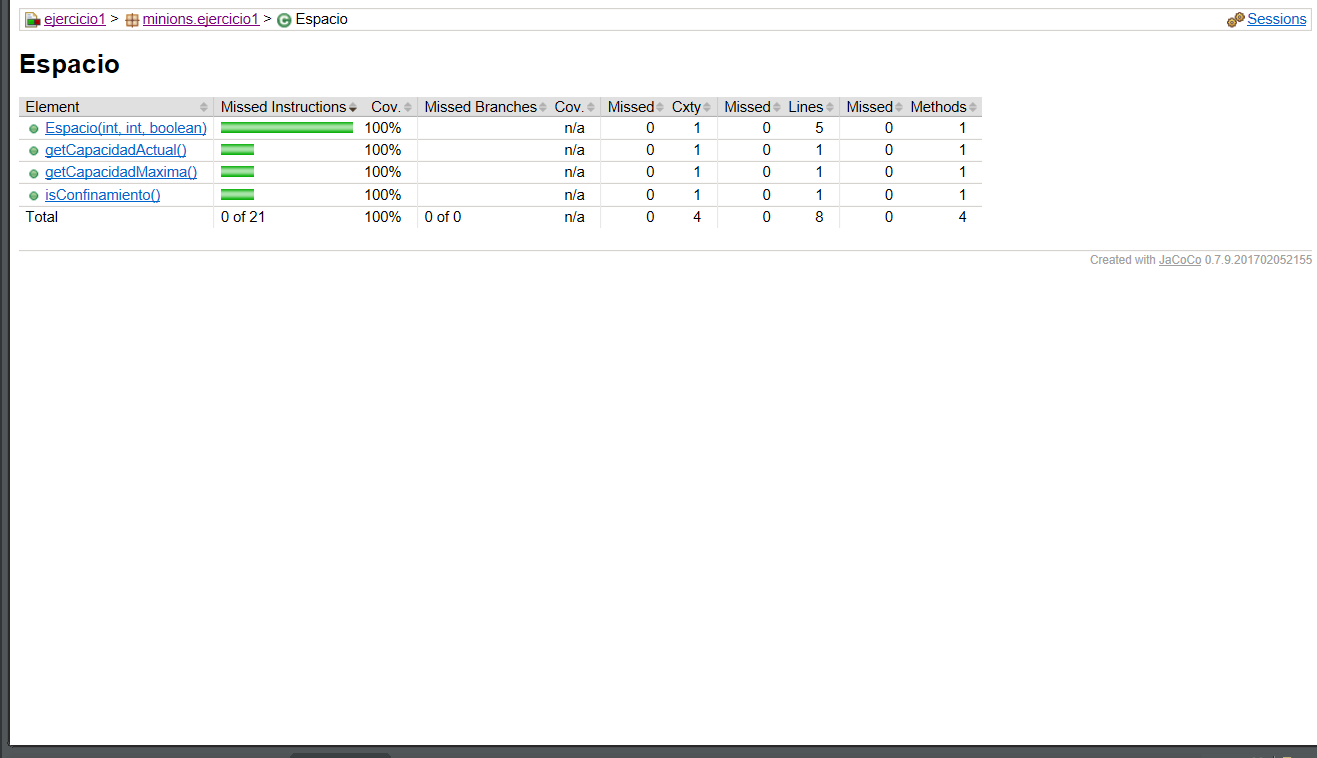 ejercicio1 > minions.ejercicio1 > Espacio Sessions
Espacio
Element Missed Instructions Cov. Missed Branches Cov. Missed Cxty Missed Lines Missed Methods
Espacio(int, int, boolean) 100% n/a 0 1 0 5 0 1
getCapacidadActual() 100% n/a 0 1 0 1 0 1
getCapacidadMaxima() 100% n/a 0 1 0 1 0 1
isConfinamiento() 100% n/a 0 1 0 1 0 1
Total 0 of 21 100% 0 of 0 n/a 0 4 0 8 0 4
Created with JaCoCo 0.7.9.201702052155